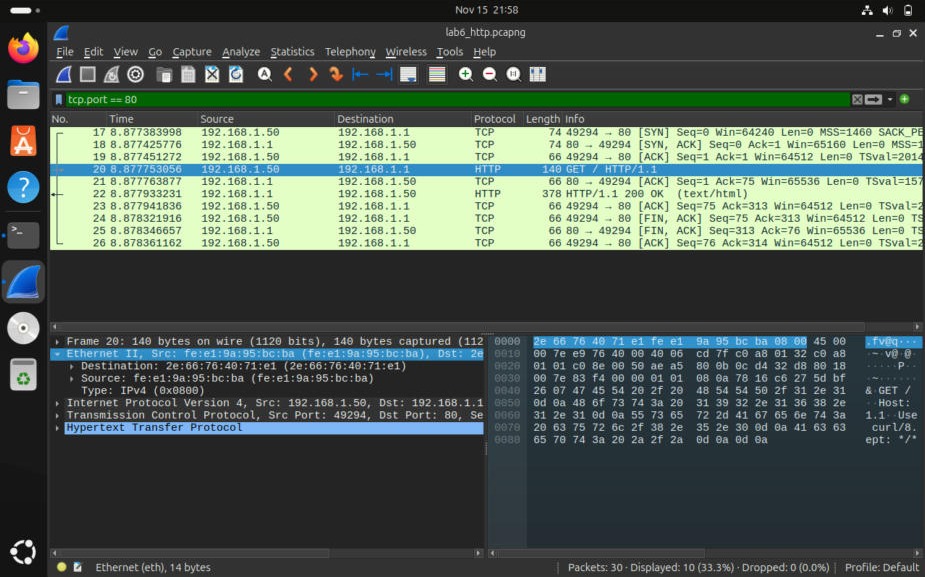 Nov 15 21:58
lab6_http.pcapng
File Edit View Go Capture Analyze Statistics Telephony Wireless Tools Help
tcp.port == 80
No. Time Source Destination Protocol Length Info
17 8.877383998 192.168.1.50 192.168.1.1 TCP 74 49294 → 80 [SYN] Seq=0 Win=64240 Len=0 MSS=1460 SACK_PE
18 8.877425776 192.168.1.1 192.168.1.50 TCP 74 80 → 49294 [SYN, ACK] Seq=0 Ack=1 Win=65160 Len=0 MSS=1
19 8.877451272 192.168.1.50 192.168.1.1 TCP 66 49294 → 80 [ACK] Seq=1 Ack=1 Win=64512 Len=0 TSval=2014
20 8.877753056 192.168.1.50 192.168.1.1 HTTP 140 GET / HTTP/1.1
21 8.877763877 192.168.1.1 192.168.1.50 TCP 66 80 → 49294 [ACK] Seq=1 Ack=75 Win=65536 Len=0 TSval=157
22 8.877933231 192.168.1.1 192.168.1.50 HTTP 378 HTTP/1.1 200 OK (text/html)
23 8.877941836 192.168.1.50 192.168.1.1 TCP 66 49294 → 80 [ACK] Seq=75 Ack=313 Win=64512 Len=0 TSval=2
24 8.878321916 192.168.1.50 192.168.1.1 TCP 66 49294 → 80 [FIN, ACK] Seq=75 Ack=313 Win=64512 Len=0 TS
25 8.878346657 192.168.1.1 192.168.1.50 TCP 66 80 → 49294 [FIN, ACK] Seq=313 Ack=76 Win=65536 Len=0 TS
26 8.878361162 192.168.1.50 192.168.1.1 TCP 66 49294 → 80 [ACK] Seq=76 Ack=314 Win=64512 Len=0 TSval=2
Frame 20: 140 bytes on wire (1120 bits), 140 bytes captured (112
Ethernet II, Src: fe:e1:9a:95:bc:ba (fe:e1:9a:95:bc:ba), Dst: 2e
Destination: 2e:66:76:40:71:e1 (2e:66:76:40:71:e1)
Source: fe:e1:9a:95:bc:ba (fe:e1:9a:95:bc:ba)
Type: IPv4 (0x0800)
Internet Protocol Version 4, Src: 192.168.1.50, Dst: 192.168.1.1
Transmission Control Protocol, Src Port: 49294, Dst Port: 80, Se
Hypertext Transfer Protocol
0000 2e 66 76 40 71 e1 fe e1 9a 95 bc ba 08 00 45 00 .fv@q···
0010 00 7e e9 76 40 00 40 06 cd 7f c0 a8 01 32 c0 a8 ·~·v@·@·
0020 01 01 c0 8e 00 50 ae a5 80 0b 0c d4 32 d8 80 18 ·····P··
0030 00 7e 83 f4 00 00 01 01 08 0a 78 16 c6 27 5d bf ·~······
0040 26 07 47 45 54 20 2f 20 48 54 54 50 2f 31 2e 31 &·GET /
0050 0d 0a 48 6f 73 74 3a 20 31 39 32 2e 31 36 38 2e ··Host:
0060 31 2e 31 0d 0a 55 73 65 72 2d 41 67 65 6e 74 3a 1.1··Use
0070 20 63 75 72 6c 2f 38 2e 35 2e 30 0d 0a 41 63 63 curl/8.
0080 65 70 74 3a 20 2a 2f 2a 0d 0a 0d 0a ept: */*
Ethernet (eth), 14 bytes
Packets: 30 · Displayed: 10 (33.3%) · Dropped: 0 (0.0%)
Profile: Default